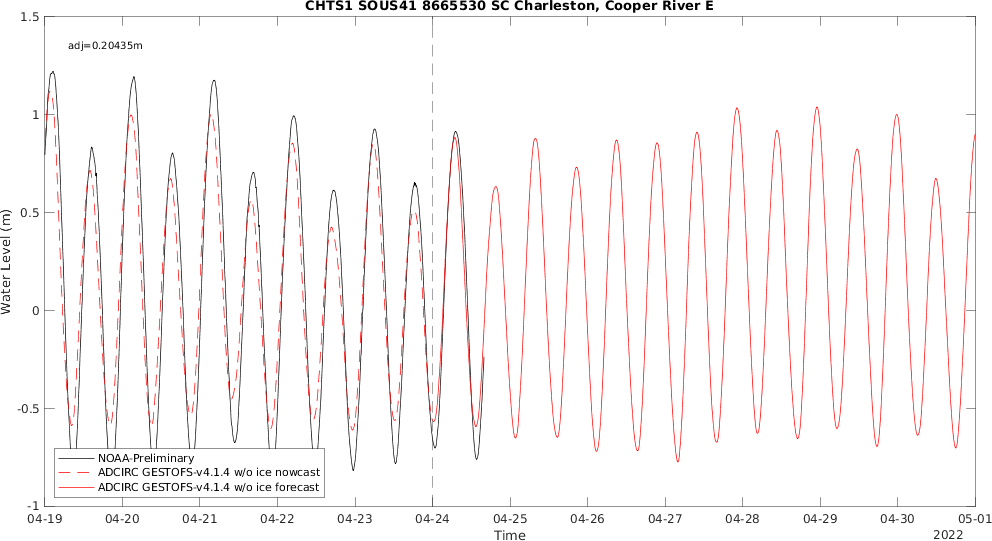 CHTS1 SOUS41 8665530 SC Charleston, Cooper River E
adj=0.20435m
Water Level (m)
1.5
1
0.5
0
-0.5
-1
NOAA-Preliminary
ADCIRC GESTOFS-v4.1.4 w/o ice nowcast
ADCIRC GESTOFS-v4.1.4 w/o ice forecast
04-19 04-20 04-21 04-22 04-23 04-24 04-25 04-26 04-27 04-28 04-29 04-30 05-01
Time
2022